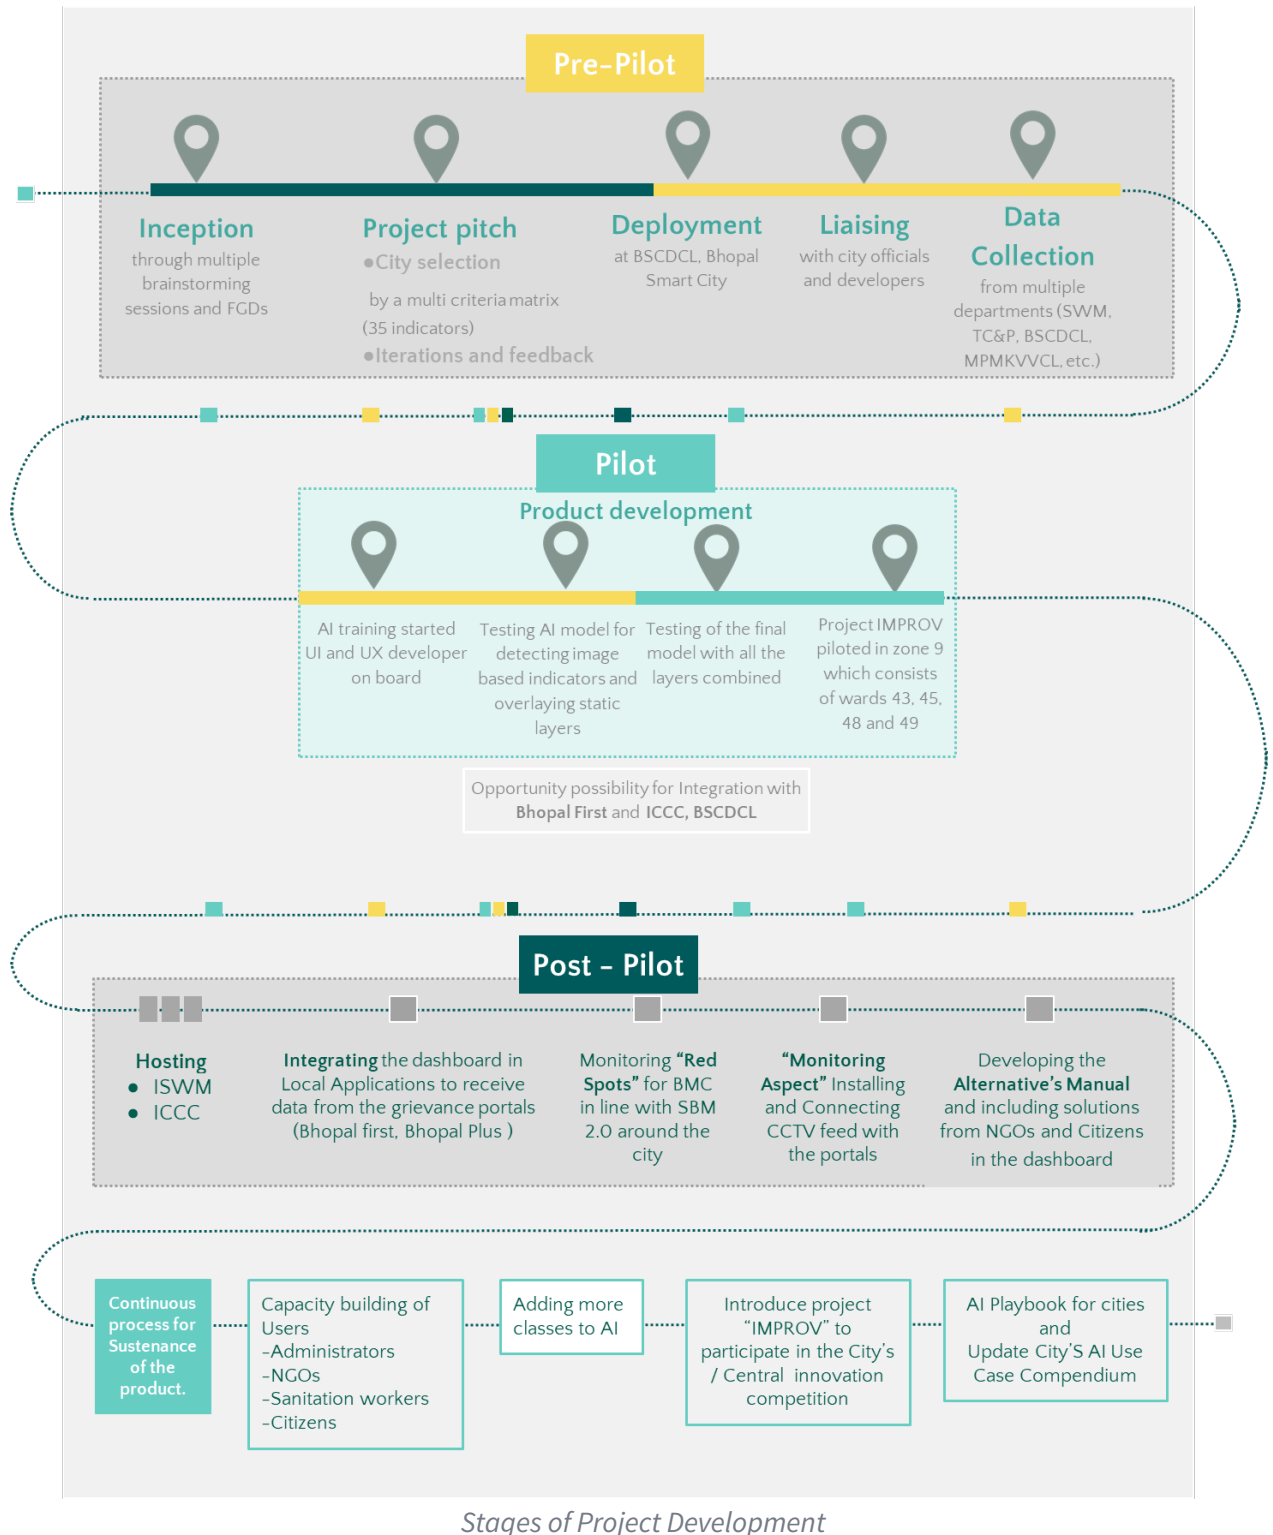 Pre-Pilot
Inception
through multiple
brainstorming
sessions and FGDs
Project pitch
●City selection
by a multi criteria matrix
(35 indicators)
●Iterations and feedback
Deployment
at BSCDCL, Bhopal
Smart City
Liaising
with city officials
and developers
Data
Collection
from multiple
departments (SWM,
TC&P, BSCDCL,
MPMKVVCL, etc.)
Pilot
Product development
AI training started
UI and UX developer
on board
Testing AI model for
detecting image
based indicators and
overlaying static
layers
Testing of the final
model with all the
layers combined
Project IMPROV
piloted in zone 9
which consists
of wards 43, 45,
48 and 49
Opportunity possibility for Integration with
Bhopal First and ICCC, BSCDCL
Post - Pilot
Hosting
● ISWM
● ICCC
Integrating the dashboard in
Local Applications to receive
data from the grievance portals
(Bhopal first, Bhopal Plus )
Monitoring “Red
Spots” for BMC
in line with SBM
2.0 around the
city
“Monitoring
Aspect” Installing
and Connecting
CCTV feed with
the portals
Developing the
Alternative’s Manual
and including solutions
from NGOs and Citizens
in the dashboard
Continuous
process for
Sustenance
of the
product.
Capacity building of
Users
-Administrators
-NGOs
-Sanitation workers
-Citizens
Adding more
classes to AI
Introduce project
“IMPROV” to
participate in the City’s
/ Central innovation
competition
AI Playbook for cities
and
Update City’S AI Use
Case Compendium
Stages of Project Development